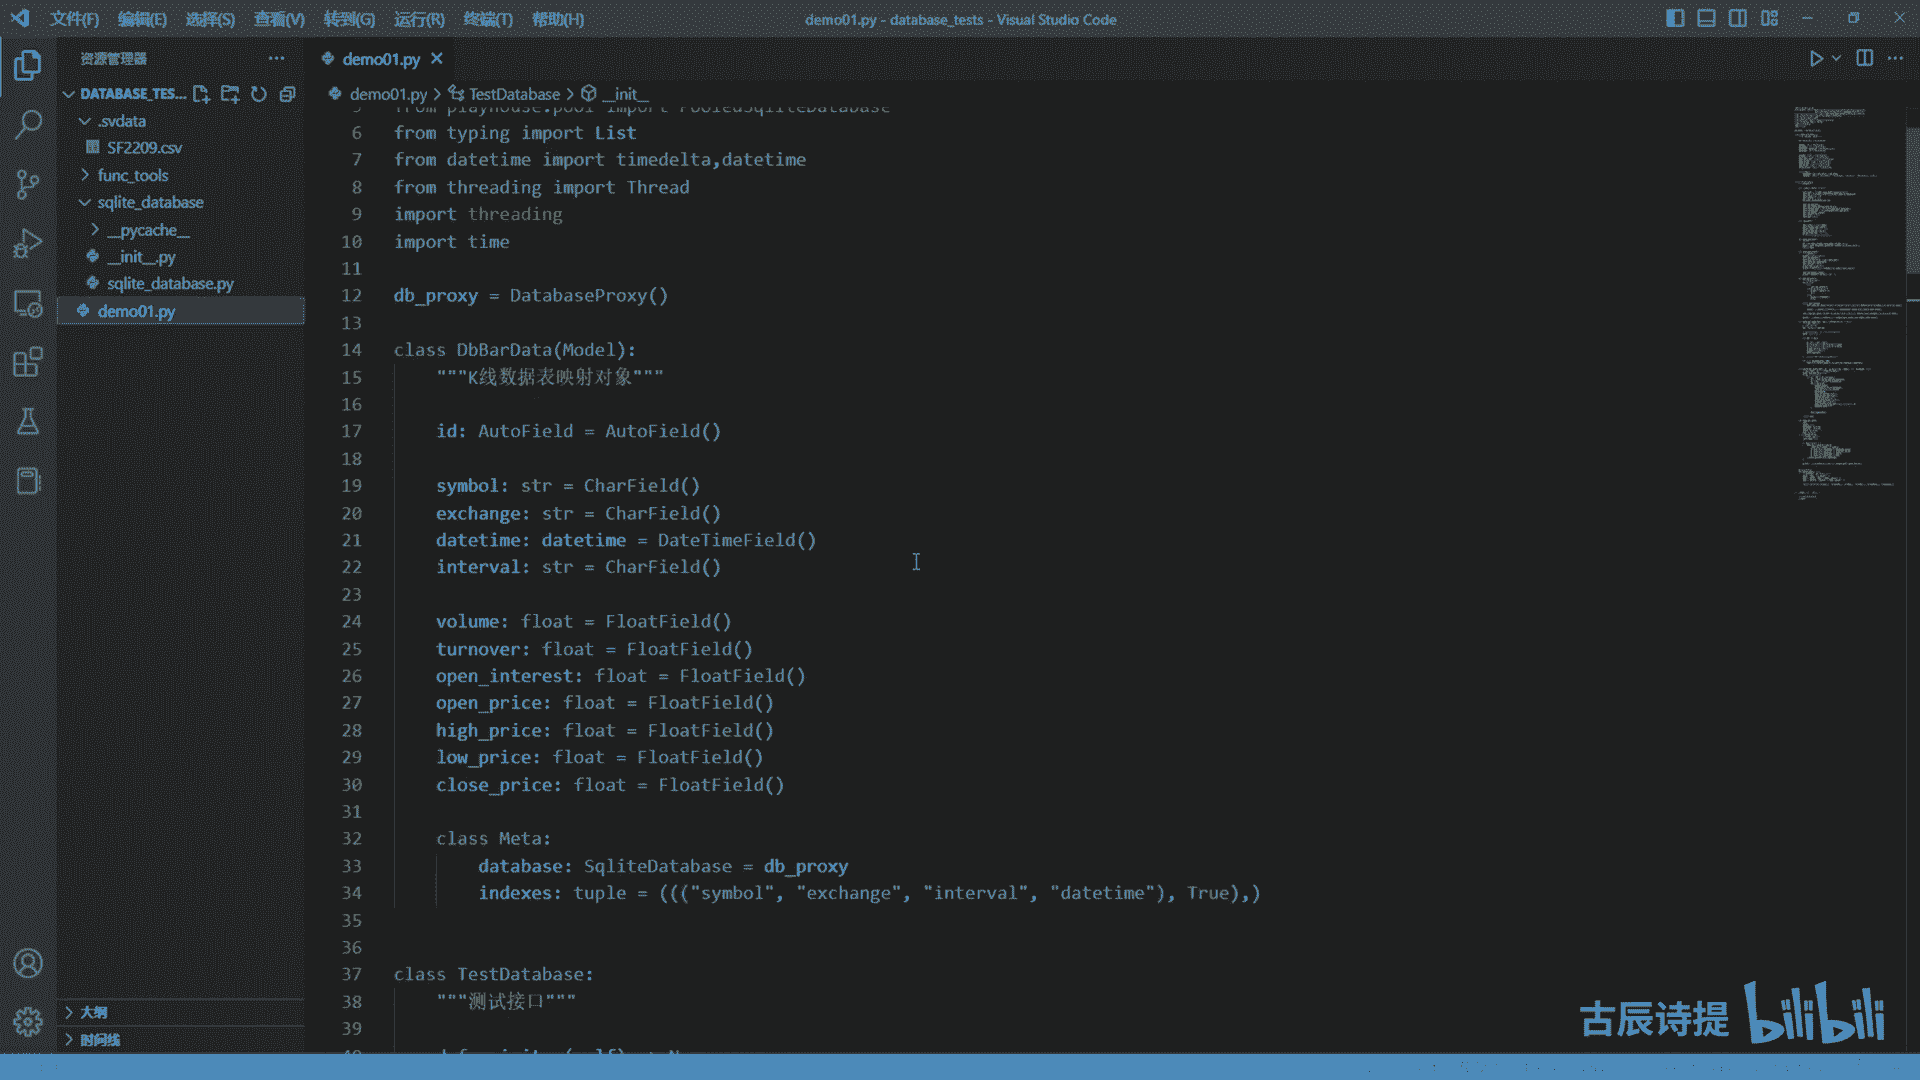 文件(F) 编辑(E) 选择(S) 查看(V) 转到(G) 运行(R) 终端(T) 帮助(H)
demo01.py - database_tests - Visual Studio Code
资源管理器
DATABASE_TES...
.svdata
SF2209.csv
func_tools
sqlite_database
__pycache__
__init__.py
sqlite_database.py
demo01.py
大纲
时间线
demo01.py
demo01.py > TestDatabase > __init__
from playhouse.pool import PooledSqliteDatabase
6 from typing import List
7 from datetime import timedelta,datetime
8 from threading import Thread
9 import threading
10 import time
11
12 db_proxy = DatabaseProxy()
13
14 class DbBarData(Model):
15 """K线数据表映射对象"""
16
17 id: AutoField = AutoField()
18
19 symbol: str = CharField()
20 exchange: str = CharField()
21 datetime: datetime = DateTimeField()
22 interval: str = CharField()
23
24 volume: float = FloatField()
25 turnover: float = FloatField()
26 open_interest: float = FloatField()
27 open_price: float = FloatField()
28 high_price: float = FloatField()
29 low_price: float = FloatField()
30 close_price: float = FloatField()
31
32 class Meta:
33 database: SqliteDatabase = db_proxy
34 indexes: tuple = ((("symbol", "exchange", "interval", "datetime"), True),)
35
36
37 class TestDatabase:
38 """测试接口"""
39
古辰诗提 bilibili